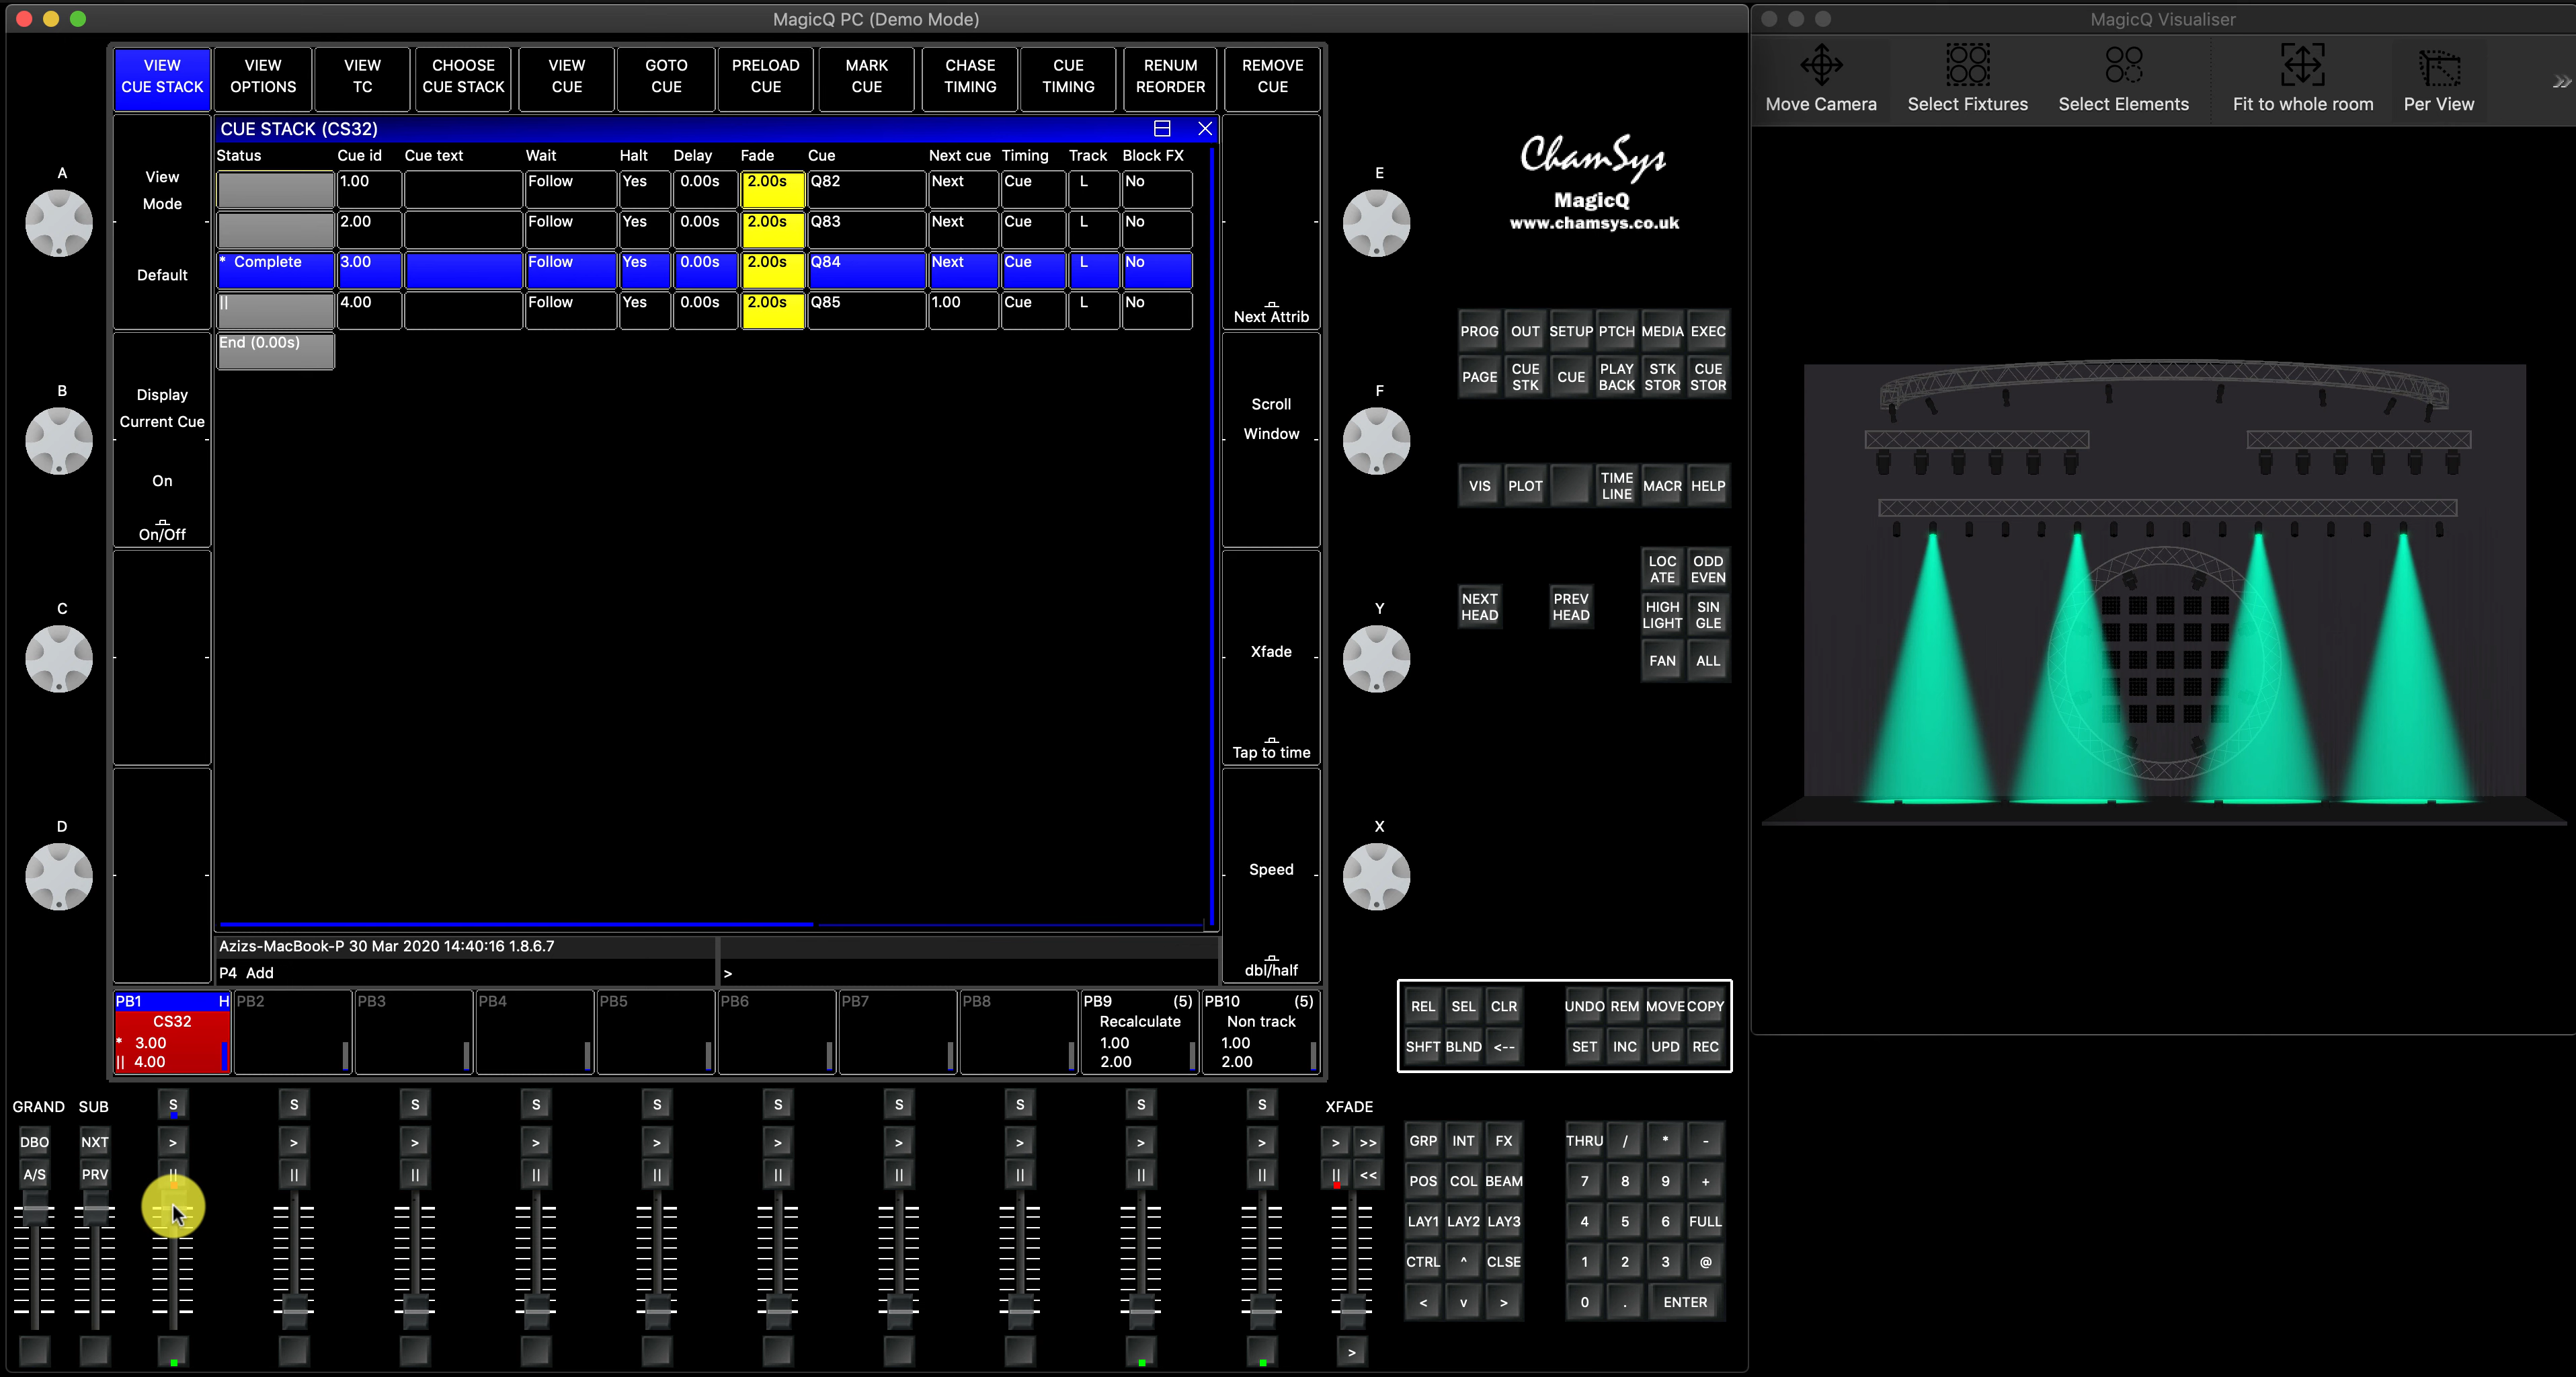 MagicQ PC (Demo Mode)
VIEW CUE STACK
VIEW OPTIONS
VIEW TC
CHOOSE CUE STACK
VIEW CUE
GOTO CUE
PRELOAD CUE
MARK CUE
CHASE TIMING
CUE TIMING
RENUM REORDER
REMOVE CUE
CUE STACK (CS32)
Status Cue id Cue text Wait Halt Delay Fade Cue Next cue Timing Track Block FX
1.00 Follow Yes 0.00s 2.00s Q82 Next Cue L No
2.00 Follow Yes 0.00s 2.00s Q83 Next Cue L No
* Complete 3.00 Follow Yes 0.00s 2.00s Q84 Next Cue L No
|| 4.00 Follow Yes 0.00s 2.00s Q85 1.00 Cue L No
End (0.00s)
A
View
Mode
Default
B
Display
Current Cue
On
On/Off
C
D
E
Next Attrib
F
Scroll
Window
Y
Xfade
Tap to time
X
Speed
dbl/half
Azizs-MacBook-P 30 Mar 2020 14:40:16 1.8.6.7
P4 Add >
PB1 H
CS32
* 3.00
|| 4.00
PB2
PB3
PB4
PB5
PB6
PB7
PB8
PB9 (5)
Recalculate
1.00
2.00
PB10 (5)
Non track
1.00
2.00
GRAND SUB S S S S S S S S S S XFADE
DBO NXT > > > > > > > > > > > >>
A/S PRV || || || || || || || || || || || <<
>
ChamSys
MagicQ
www.chamsys.co.uk
PROG OUT SETUP PTCH MEDIA EXEC
PAGE CUE STK CUE PLAY BACK STK STOR CUE STOR
VIS PLOT TIME LINE MACR HELP
LOC ATE ODD EVEN
NEXT HEAD PREV HEAD HIGH LIGHT SIN GLE
FAN ALL
REL SEL CLR UNDO REM MOVE COPY
SHFT BLND <-- SET INC UPD REC
GRP INT FX THRU / * -
POS COL BEAM 7 8 9 +
LAY1 LAY2 LAY3 4 5 6 FULL
CTRL ^ CLSE 1 2 3 @
< v > 0 . ENTER
MagicQ Visualiser
Move Camera
Select Fixtures
Select Elements
Fit to whole room
Per View
»